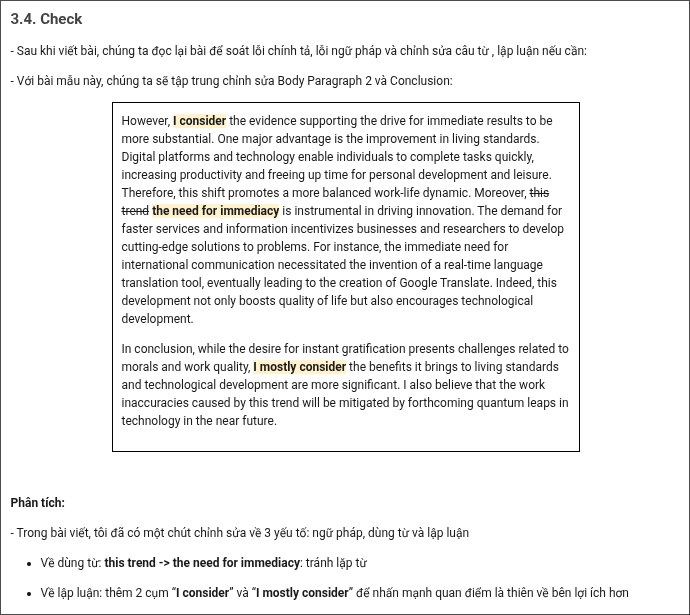 3.4. Check
- Sau khi viết bài, chúng ta đọc lại bài để soát lỗi chính tả, lỗi ngữ pháp và chỉnh sửa câu từ , lập luận nếu cần:
- Với bài mẫu này, chúng ta sẽ tập trung chỉnh sửa Body Paragraph 2 và Conclusion:
However, I consider the evidence supporting the drive for immediate results to be
more substantial. One major advantage is the improvement in living standards.
Digital platforms and technology enable individuals to complete tasks quickly,
increasing productivity and freeing up time for personal development and leisure.
Therefore, this shift promotes a more balanced work-life dynamic. Moreover, this
trend the need for immediacy is instrumental in driving innovation. The demand for
faster services and information incentivizes businesses and researchers to develop
cutting-edge solutions to problems. For instance, the immediate need for
international communication necessitated the invention of a real-time language
translation tool, eventually leading to the creation of Google Translate. Indeed, this
development not only boosts quality of life but also encourages technological
development.
In conclusion, while the desire for instant gratification presents challenges related to
morals and work quality, I mostly consider the benefits it brings to living standards
and technological development are more significant. I also believe that the work
inaccuracies caused by this trend will be mitigated by forthcoming quantum leaps in
technology in the near future.
Phân tích:
- Trong bài viết, tôi đã có một chút chỉnh sửa về 3 yếu tố: ngữ pháp, dùng từ và lập luận
• Về dùng từ: this trend -> the need for immediacy: tránh lặp từ
• Về lập luận: thêm 2 cụm “I consider” và “I mostly consider” để nhấn mạnh quan điểm là thiên về bên lợi ích hơn